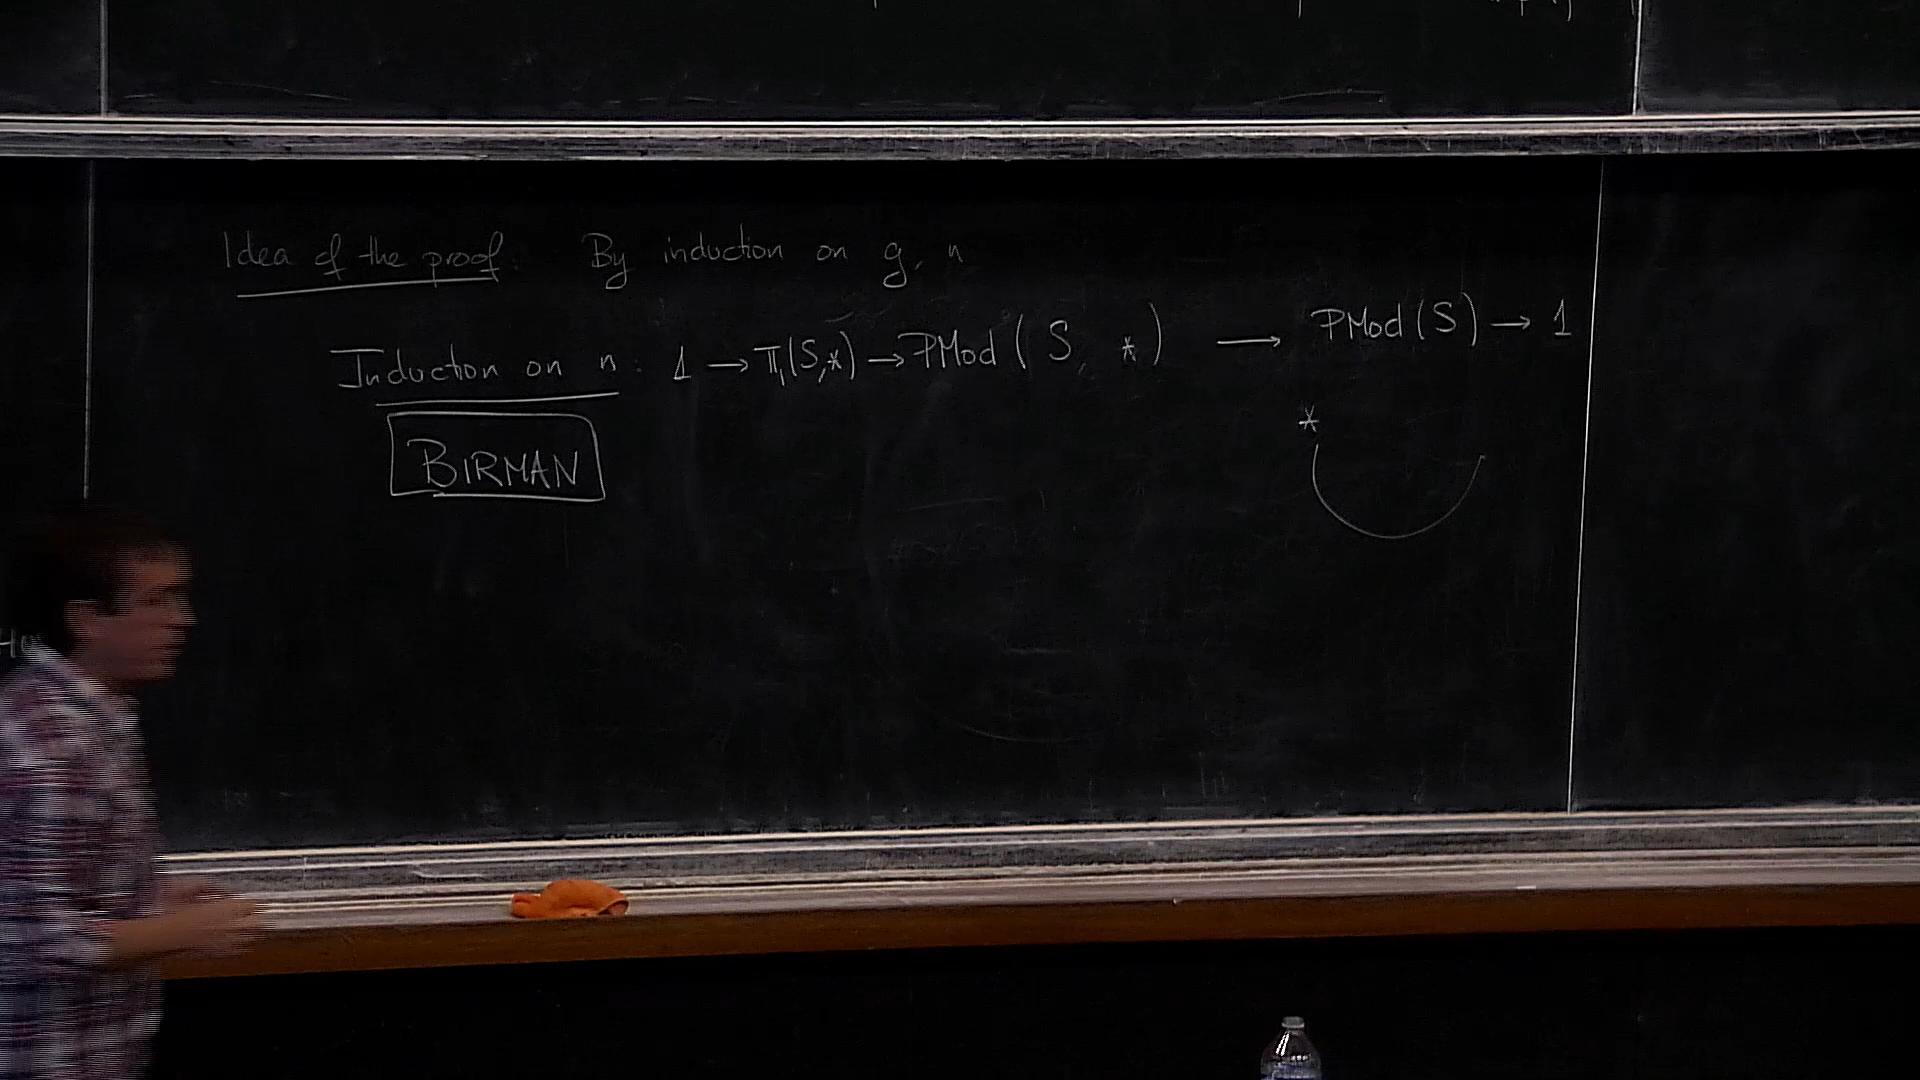 Idea of the proof: By induction on g, n
Induction on n: 1 → π₁(S,*) → PMod(S, *) → PMod(S) → 1
*
BIRMAN